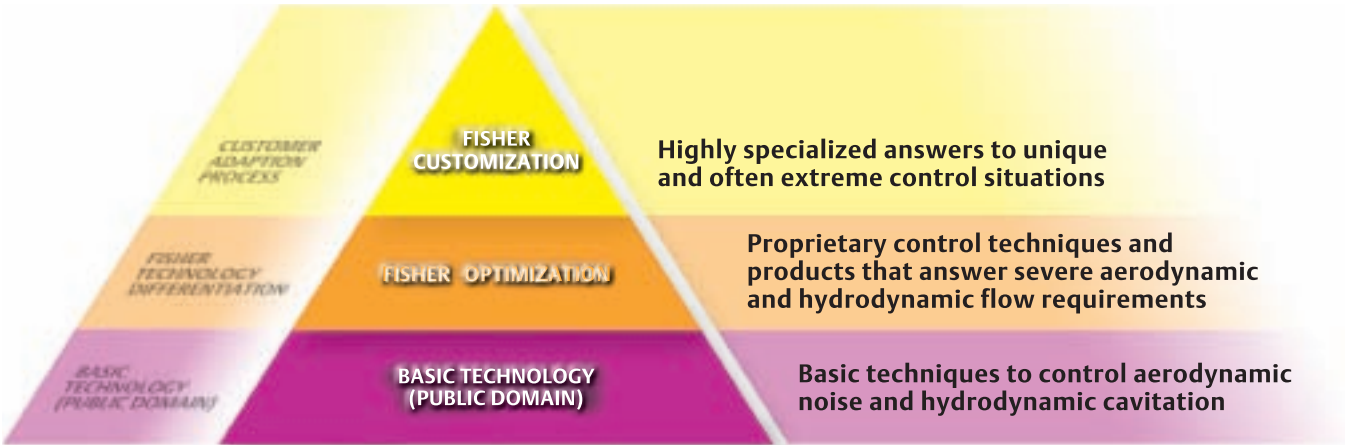 CUSTOMER
ADAPTION
PROCESS
FISHER
CUSTOMIZATION
Highly specialized answers to unique
and often extreme control situations
FISHER
TECHNOLOGY
DIFFERENTIATION
FISHER OPTIMIZATION
Proprietary control techniques and
products that answer severe aerodynamic
and hydrodynamic flow requirements
BASIC
TECHNOLOGY
(PUBLIC DOMAIN)
BASIC TECHNOLOGY
(PUBLIC DOMAIN)
Basic techniques to control aerodynamic
noise and hydrodynamic cavitation